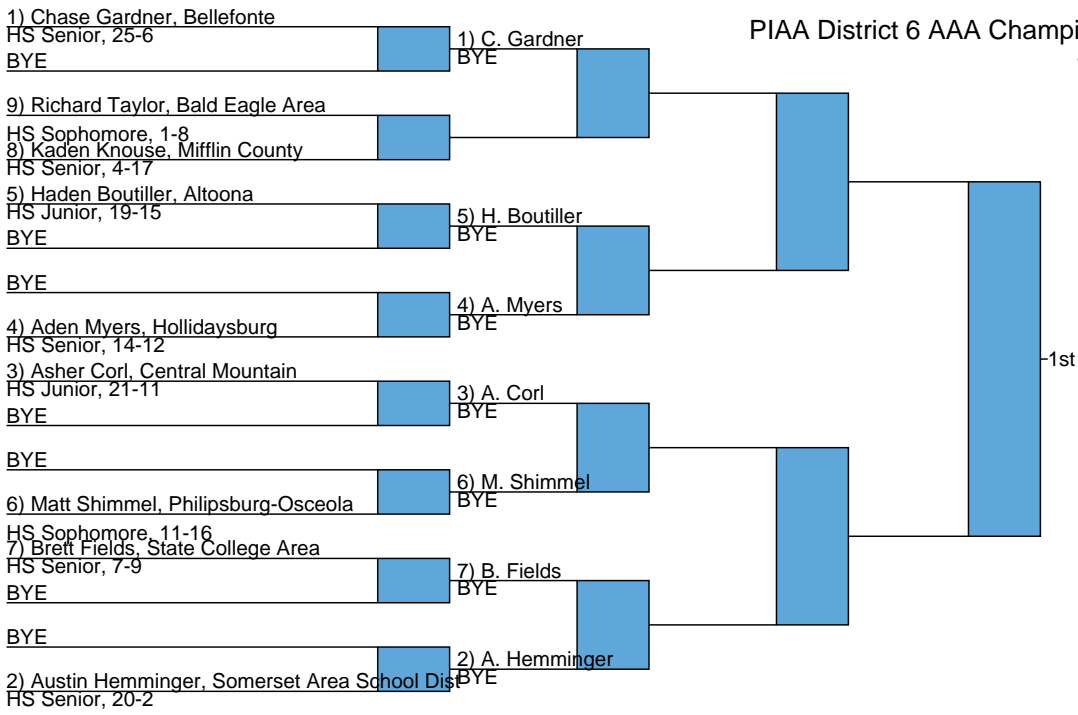 PIAA District 6 AAA Champi
1) Chase Gardner, Bellefonte
HS Senior, 25-6
BYE
9) Richard Taylor, Bald Eagle Area
HS Sophomore, 1-8
8) Kaden Knouse, Mifflin County
HS Senior, 4-17
5) Haden Boutiller, Altoona
HS Junior, 19-15
BYE
BYE
4) Aden Myers, Hollidaysburg
HS Senior, 14-12
3) Asher Corl, Central Mountain
HS Junior, 21-11
BYE
BYE
6) Matt Shimmel, Philipsburg-Osceola
HS Sophomore, 11-16
7) Brett Fields, State College Area
HS Senior, 7-9
BYE
BYE
2) Austin Hemminger, Somerset Area School Dist
HS Senior, 20-2
1) C. Gardner
BYE
5) H. Boutiller
BYE
4) A. Myers
BYE
3) A. Corl
BYE
6) M. Shimmel
BYE
7) B. Fields
BYE
2) A. Hemminger
BYE
1st